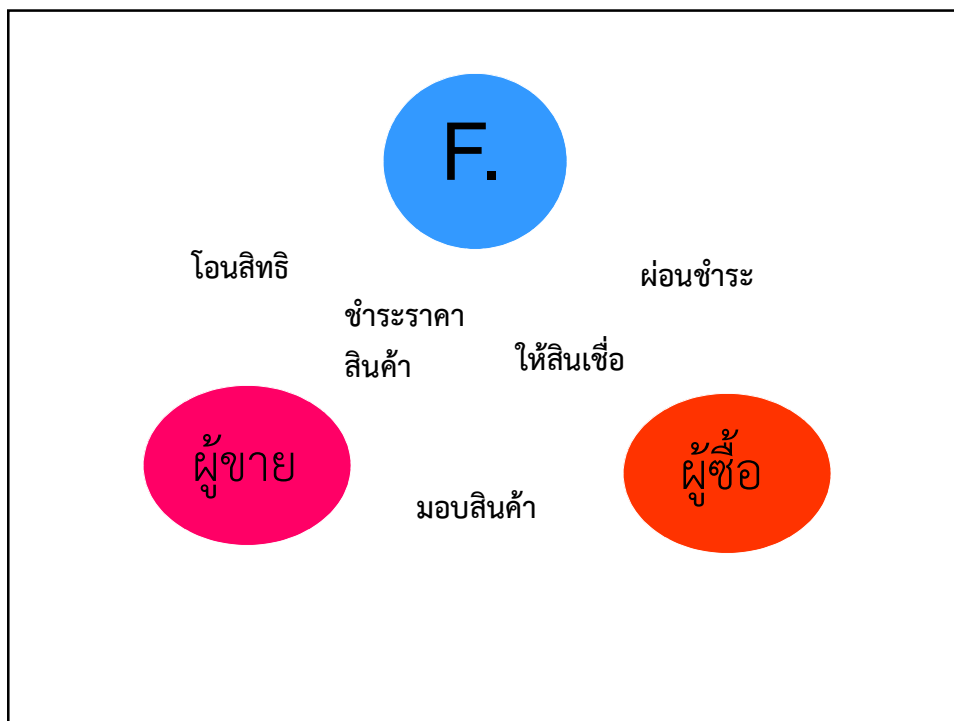 F.
โอนสิทธิ
ผ่อนชำระ
ชำระราคา
สินค้า
ให้สินเชื่อ
ผู้ขาย
ผู้ซื้อ
มอบสินค้า